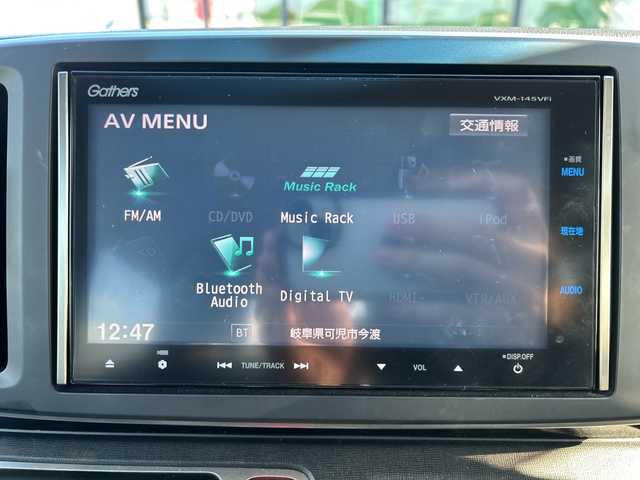 Gathers
VXM-145VFi
AV MENU
交通情報
画質
MENU
Music Rack
FM/AM
CD/DVD
Music Rack
USB
iPod
現在地
Bluetooth
Audio
Digital TV
HDMI
VTR/AUX
AUDIO
12:47
BT
岐阜県可児市今渡
DISP.OFF
TUNE/TRACK
VOL